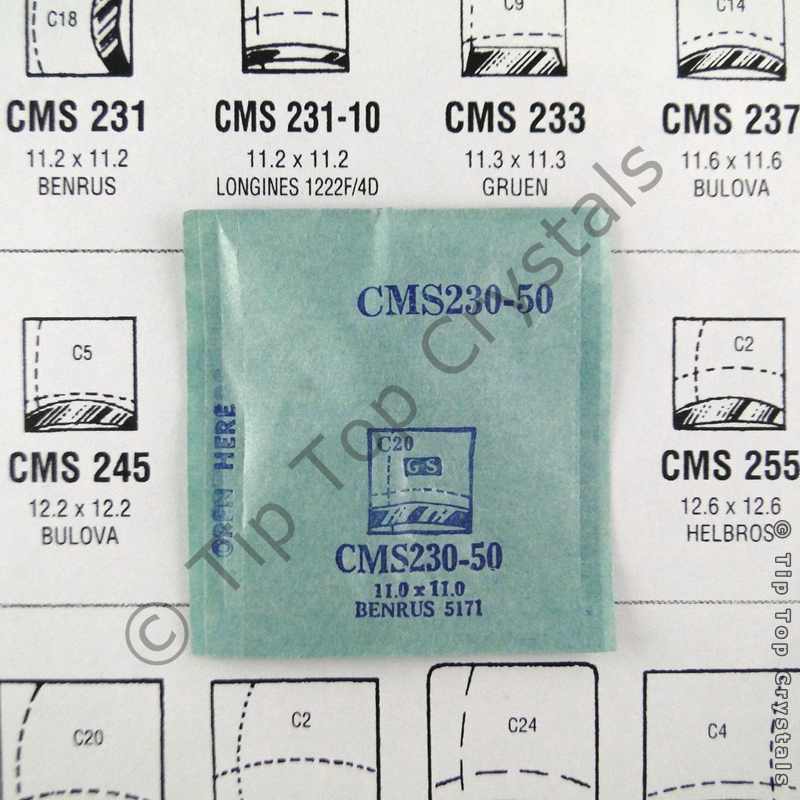 C18
C9
C14
CMS 231
11.2 x 11.2
BENRUS
CMS 231-10
11.2 x 11.2
LONGINES 1222F/4D
CMS 233
11.3 x 11.3
GRUEN
CMS 237
11.6 x 11.6
BULOVA
CMS230-50
C5
CMS 245
12.2 x 12.2
BULOVA
OPEN HERE
C20
G-S
CMS230-50
11.0 x 11.0
BENRUS 5171
C2
CMS 255
12.6 x 12.6
HELBROS
C20
C2
C24
C4
© Tip Top Crystals
© Tip Top Crystals